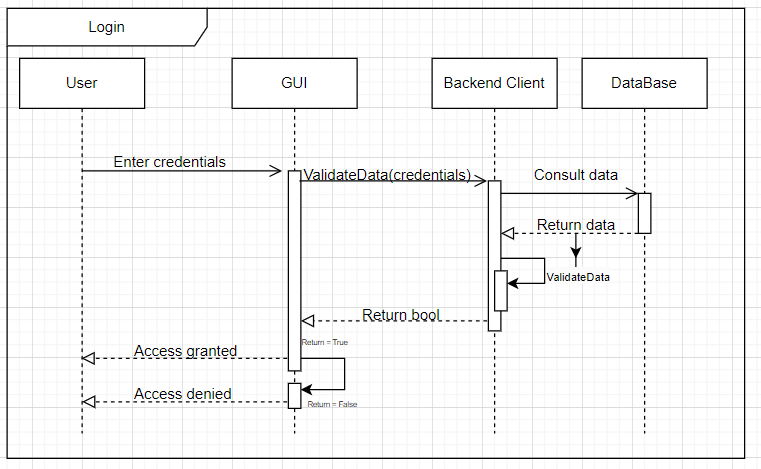 Login
User
GUI
Backend Client
DataBase
Enter credentials
ValidateData(credentials)
Consult data
Return data
ValidateData
Return bool
Return = True
Access granted
Access denied
Return = False